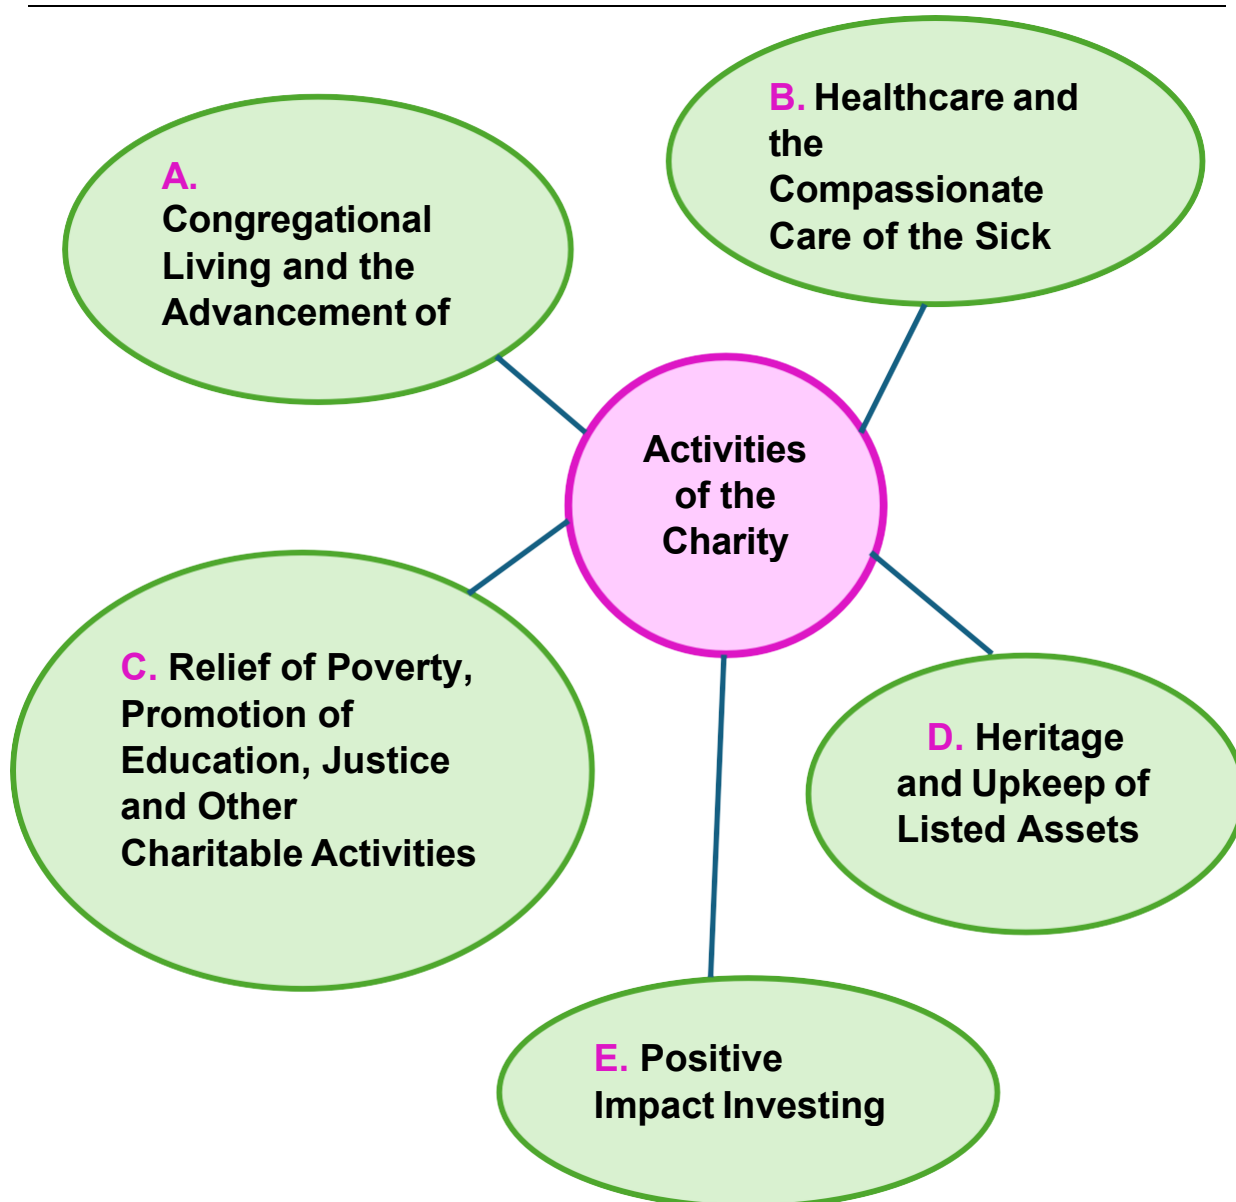 A.
Congregational
Living and the
Advancement of
B. Healthcare and
the
Compassionate
Care of the Sick
Activities
of the
Charity
C. Relief of Poverty,
Promotion of
Education, Justice
and Other
Charitable Activities
D. Heritage
and Upkeep of
Listed Assets
E. Positive
Impact Investing